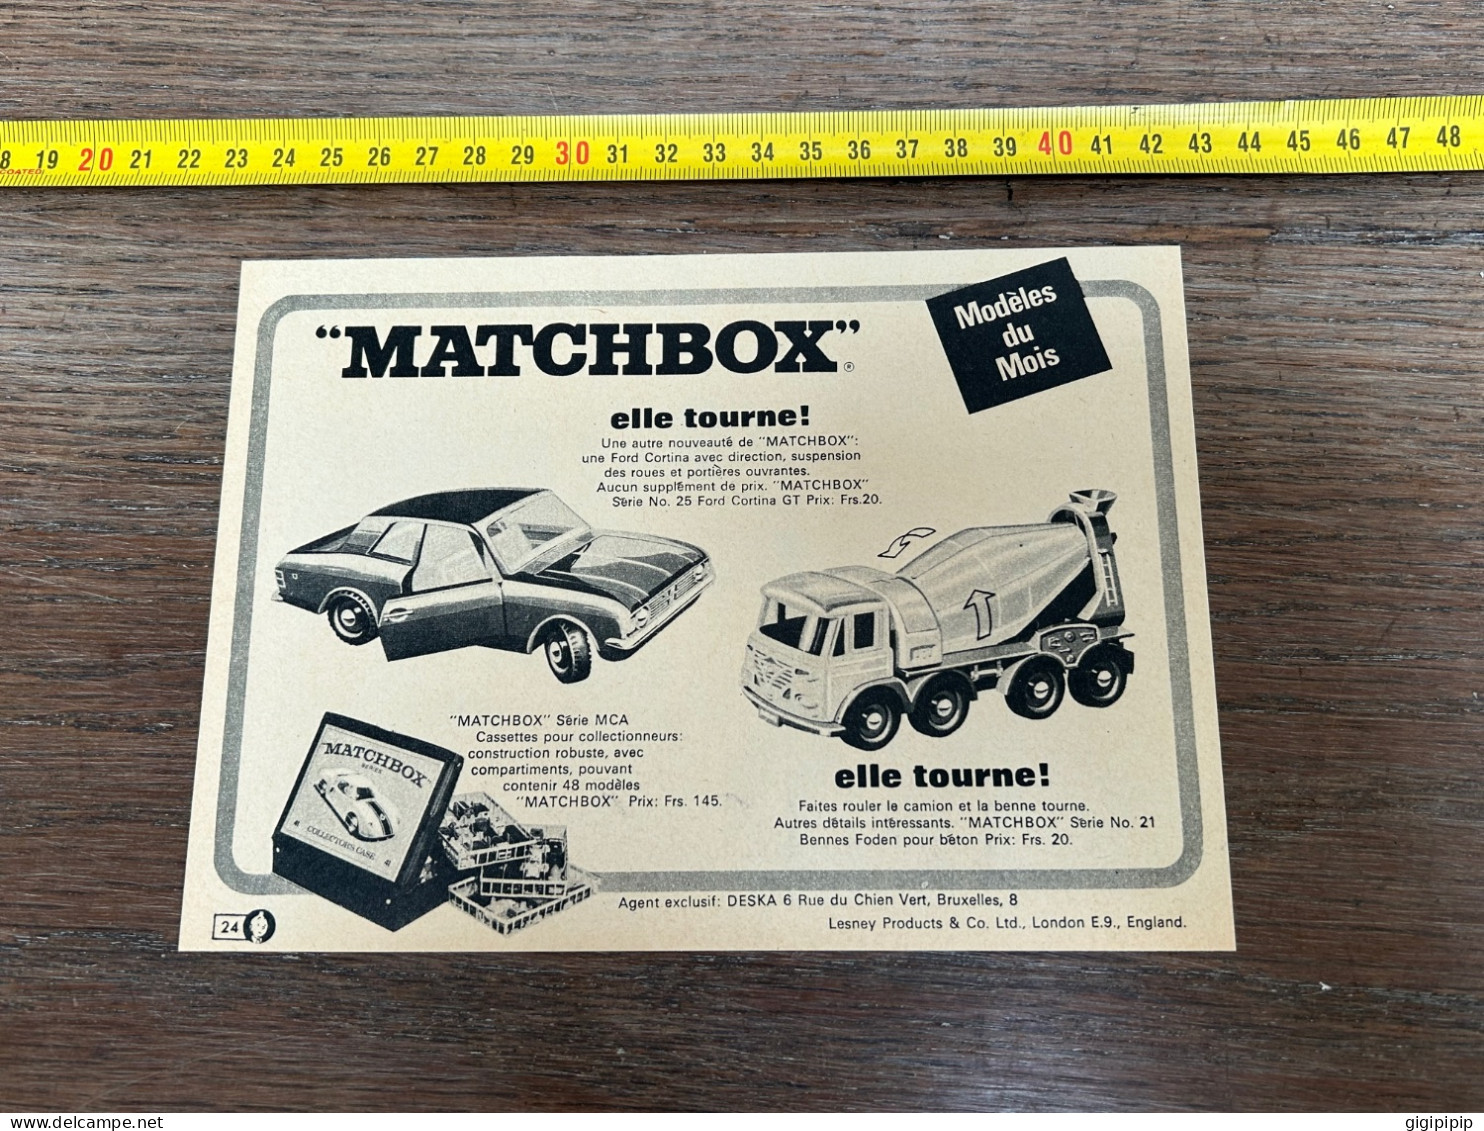 8 19 20 21 22 23 24 25 26 27 28 29 30 31 32 33 34 35 36 37 38 39 40 41 42 43 44 45 46 47 48
COATED
"MATCHBOX"®
Modèles
du
Mois
elle tourne!
Une autre nouveauté de "MATCHBOX":
une Ford Cortina avec direction, suspension
des roues et portières ouvrantes.
Aucun supplément de prix. "MATCHBOX"
Série No. 25 Ford Cortina GT Prix: Frs.20.
"MATCHBOX" Série MCA
Cassettes pour collectionneurs:
construction robuste, avec
compartiments, pouvant
contenir 48 modèles
"MATCHBOX" Prix: Frs. 145.
"MATCHBOX"
SERIES
COLLECTOR'S CASE
elle tourne!
Faites rouler le camion et la benne tourne.
Autres détails intéressants. "MATCHBOX" Série No. 21
Bennes Foden pour béton Prix: Frs. 20.
Agent exclusif: DESKA 6 Rue du Chien Vert, Bruxelles, 8
Lesney Products & Co. Ltd., London E.9., England.
24
gigipipip